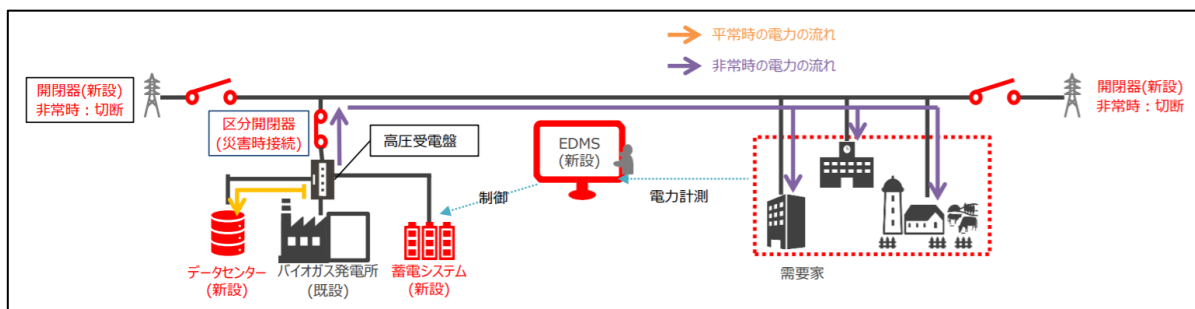 平常時の電力の流れ
非常時の電力の流れ
開閉器(新設)
非常時：切断
開閉器(新設)
非常時：切断
区分開閉器
(災害時接続)
高圧受電盤
EDMS
(新設)
制御
電力計測
データセンター
(新設)
バイオガス発電所
(既設)
蓄電システム
(新設)
需要家